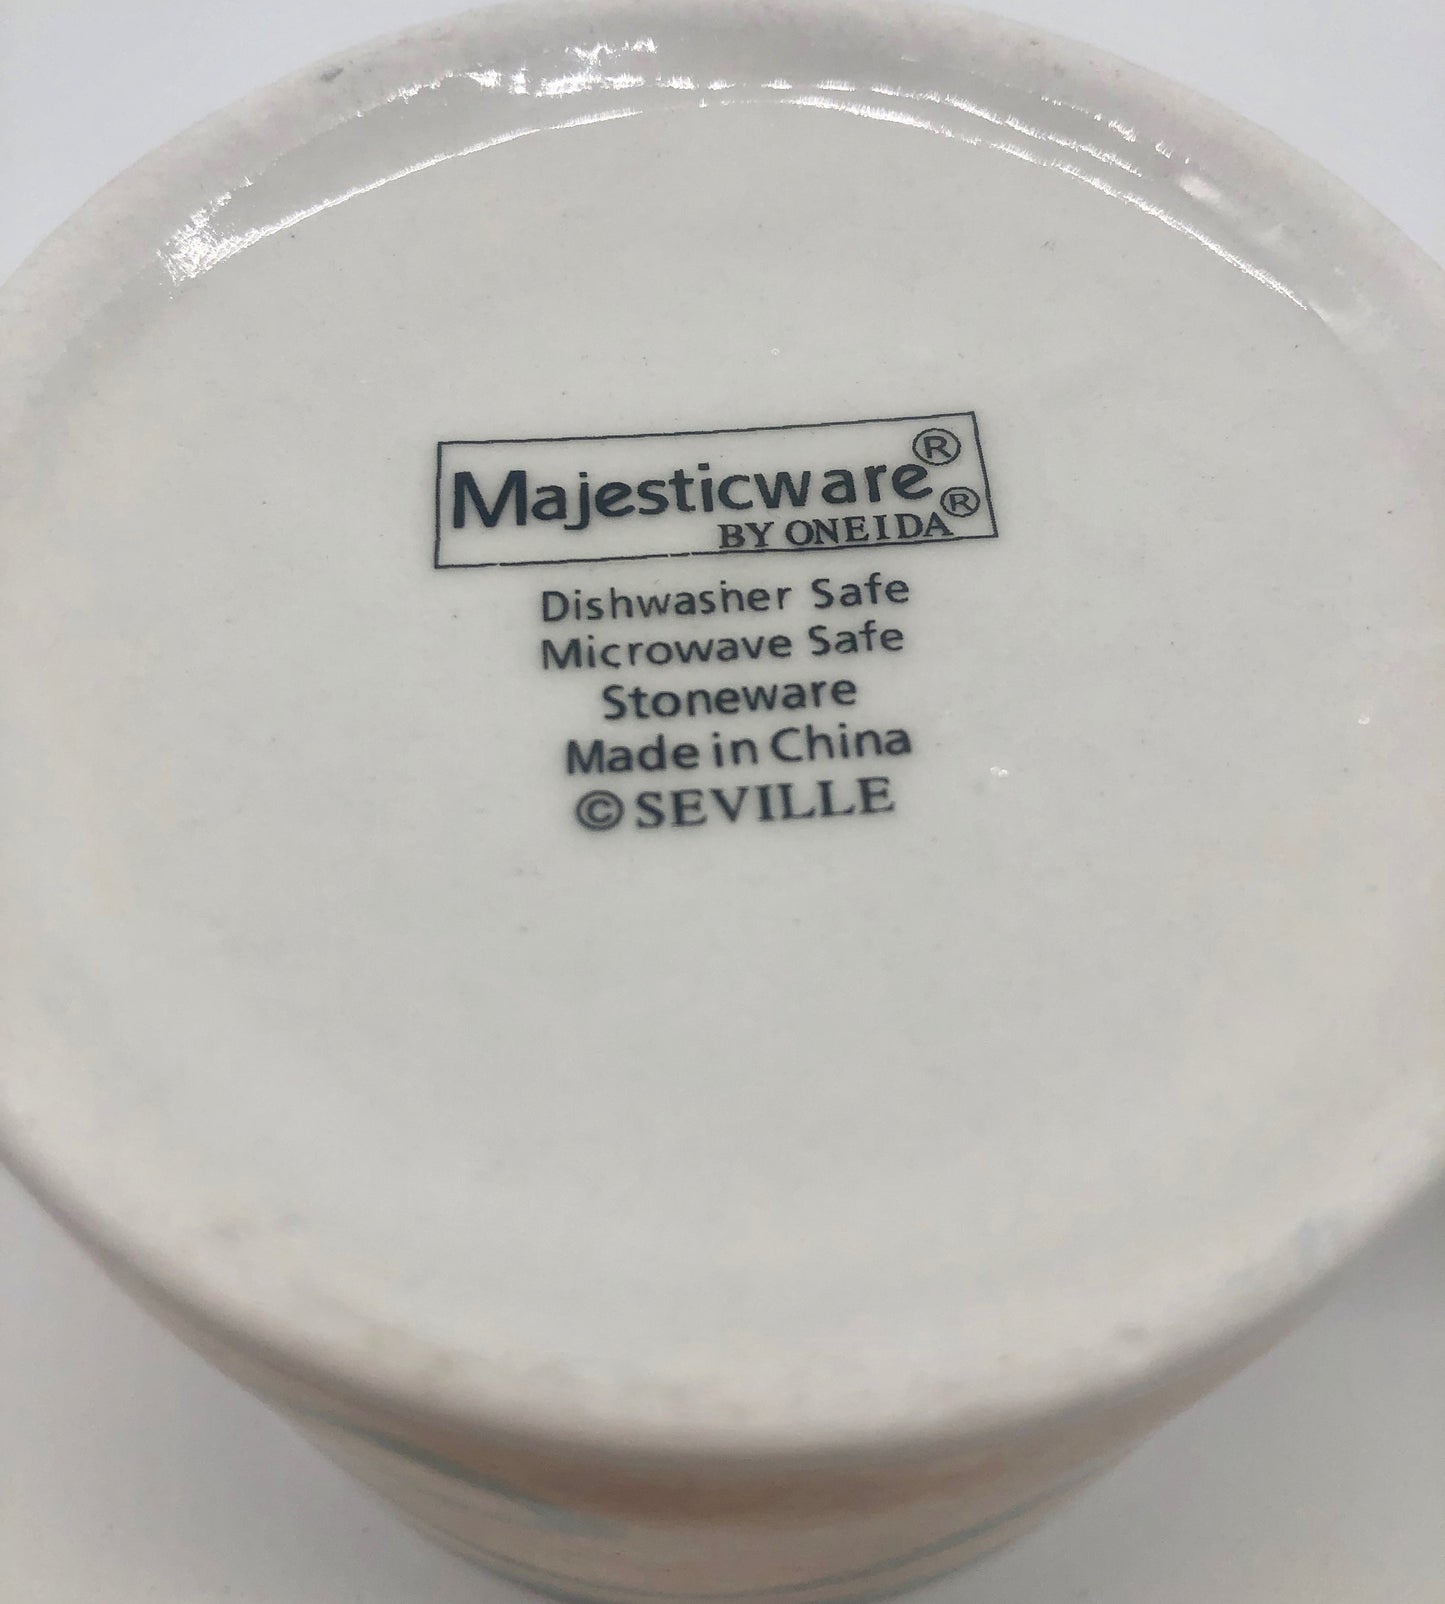 Majesticware®
BY ONEIDA®
Dishwasher Safe
Microwave Safe
Stoneware
Made in China
©SEVILLE